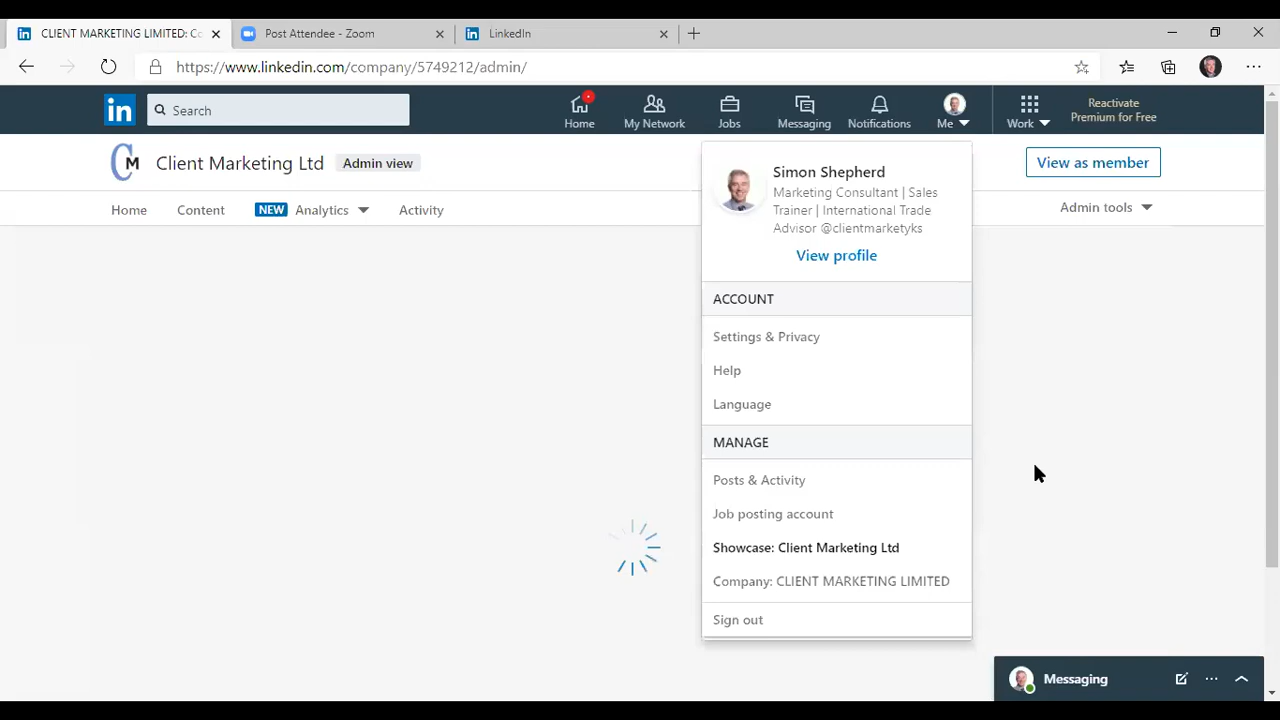 CLIENT MARKETING LIMITED: Co
Post Attendee - Zoom
LinkedIn
https://www.linkedin.com/company/5749212/admin/
in
Search
Home
My Network
Jobs
Messaging
Notifications
Me
Work
Reactivate
Premium for Free
CM
Client Marketing Ltd
Admin view
View as member
Home
Content
NEW
Analytics
Activity
Admin tools
Simon Shepherd
Marketing Consultant | Sales
Trainer | International Trade
Advisor @clientmarketyks
View profile
ACCOUNT
Settings & Privacy
Help
Language
MANAGE
Posts & Activity
Job posting account
Showcase: Client Marketing Ltd
Company: CLIENT MARKETING LIMITED
Sign out
Messaging